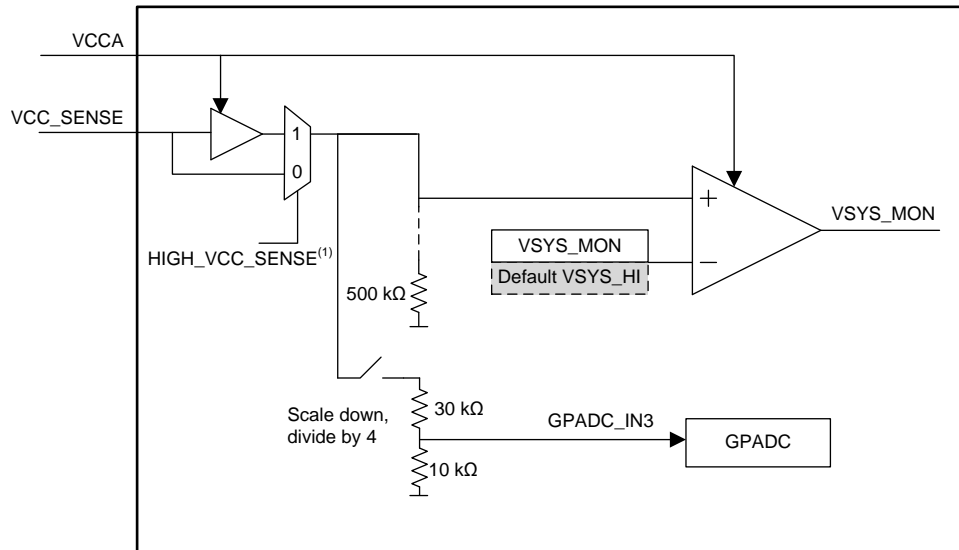 VCCA
VCC_SENSE
1
0
HIGH_VCC_SENSE(1)
+
VSYS_MON
VSYS_MON
−
Default VSYS_HI
500 kΩ
Scale down,
divide by 4
30 kΩ
GPADC_IN3
GPADC
10 kΩ